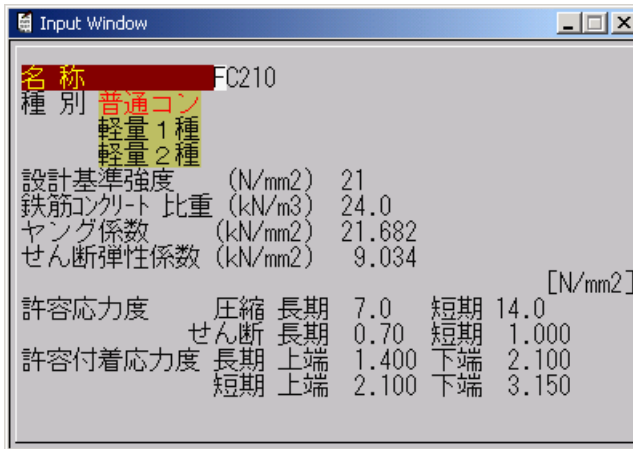 Input Window
名 称 FC210
種 別 普通コン
軽量１種
軽量２種
設計基準強度 (N/mm2) 21
鉄筋ｺﾝｸﾘｰﾄ 比重 (kN/m3) 24.0
ヤング係数 (kN/mm2) 21.682
せん断弾性係数 (kN/mm2) 9.034
[N/mm2]
許容応力度 圧縮 長期 7.0 短期 14.0
せん断 長期 0.70 短期 1.000
許容付着応力度 長期 上端 1.400 下端 2.100
短期 上端 2.100 下端 3.150